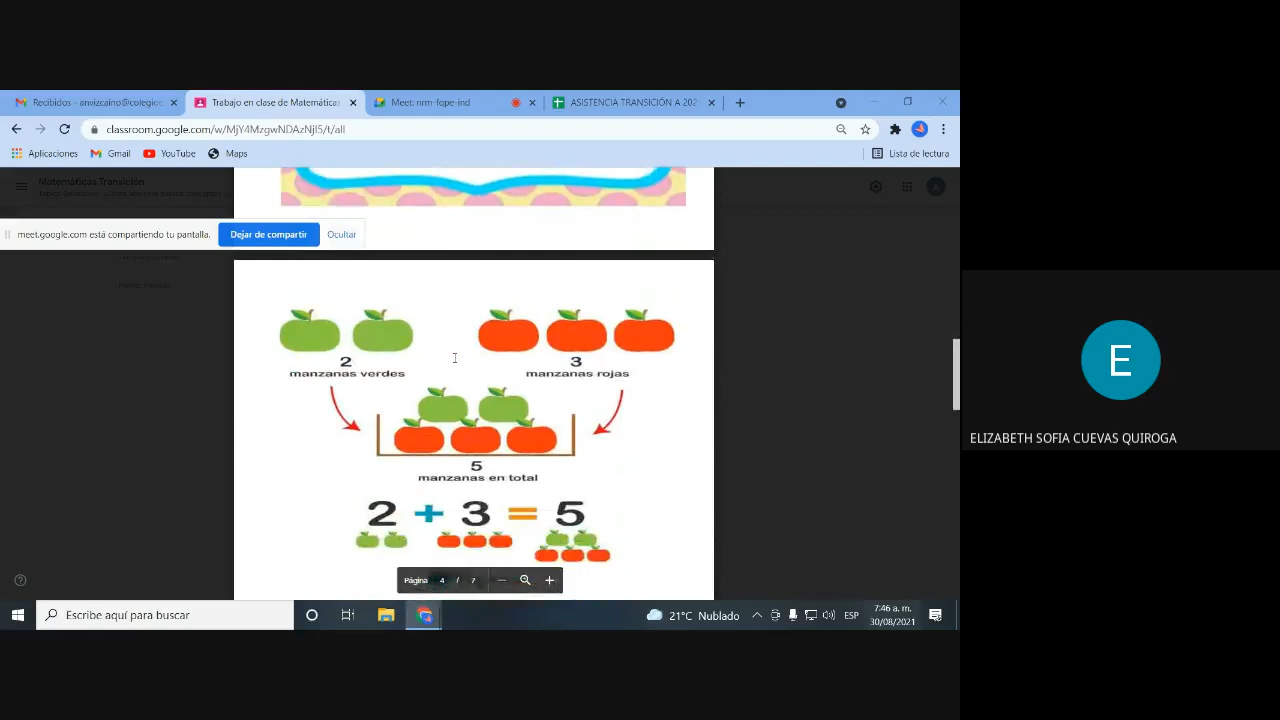 Recibidos - anvizcaino@colegio
Trabajo en clase de Matemáticas
Meet: nrm-fqpe-ind
ASISTENCIA TRANSICIÓN A 202
classroom.google.com/w/MjY4MzgwNDAzNjI5/t/all
Aplicaciones
Gmail
YouTube
Maps
Lista de lectura
Matemáticas Transición
meet.google.com está compartiendo tu pantalla.
Dejar de compartir
Ocultar
2
manzanas verdes
3
manzanas rojas
5
manzanas en total
2 + 3 = 5
Página 4 / 7
Escribe aquí para buscar
21°C Nublado
ESP
7:46 a. m.
30/08/2021
E
ELIZABETH SOFIA CUEVAS QUIROGA